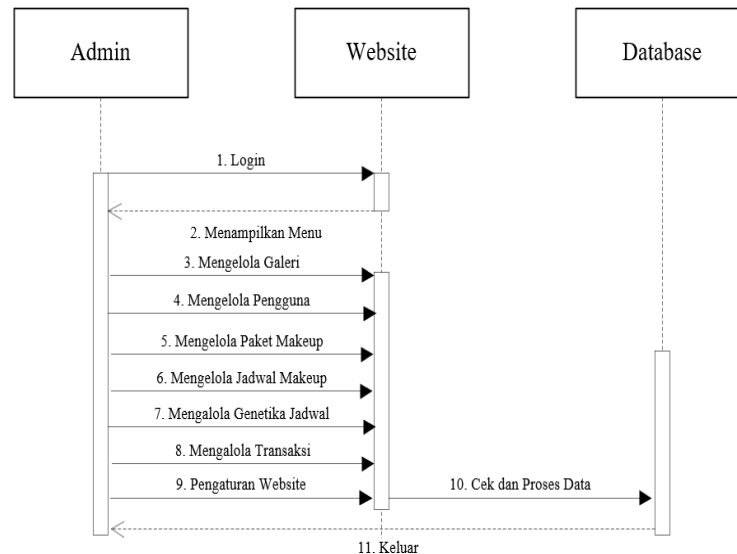 Admin
Website
Database
1. Login
2. Menampilkan Menu
3. Mengelola Galeri
4. Mengelola Pengguna
5. Mengelola Paket Makeup
6. Mengelola Jadwal Makeup
7. Mengalola Genetika Jadwal
8. Mengalola Transaksi
9. Pengaturan Website
10. Cek dan Proses Data
11. Keluar